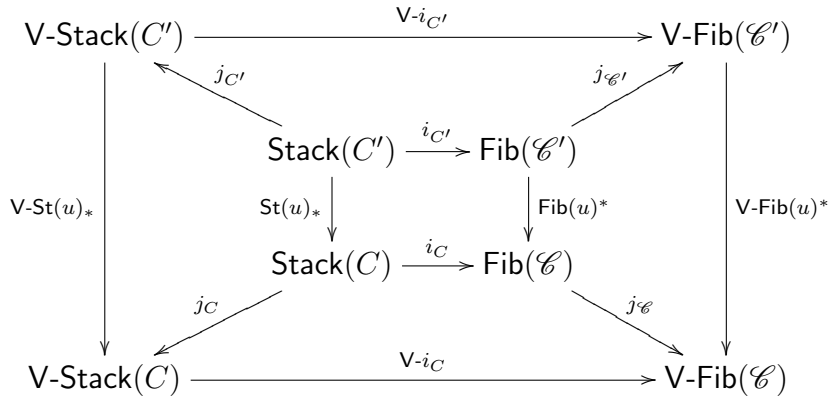 V-i_{C′}
V-Stack(C′) V-Fib(𝒞′)
j_{C′} j_{𝒞′}
i_{C′}
Stack(C′) Fib(𝒞′)
V-St(u)_* St(u)_* Fib(u)^* V-Fib(u)^*
i_C
Stack(C) Fib(𝒞)
j_C j_𝒞
V-i_C
V-Stack(C) V-Fib(𝒞)